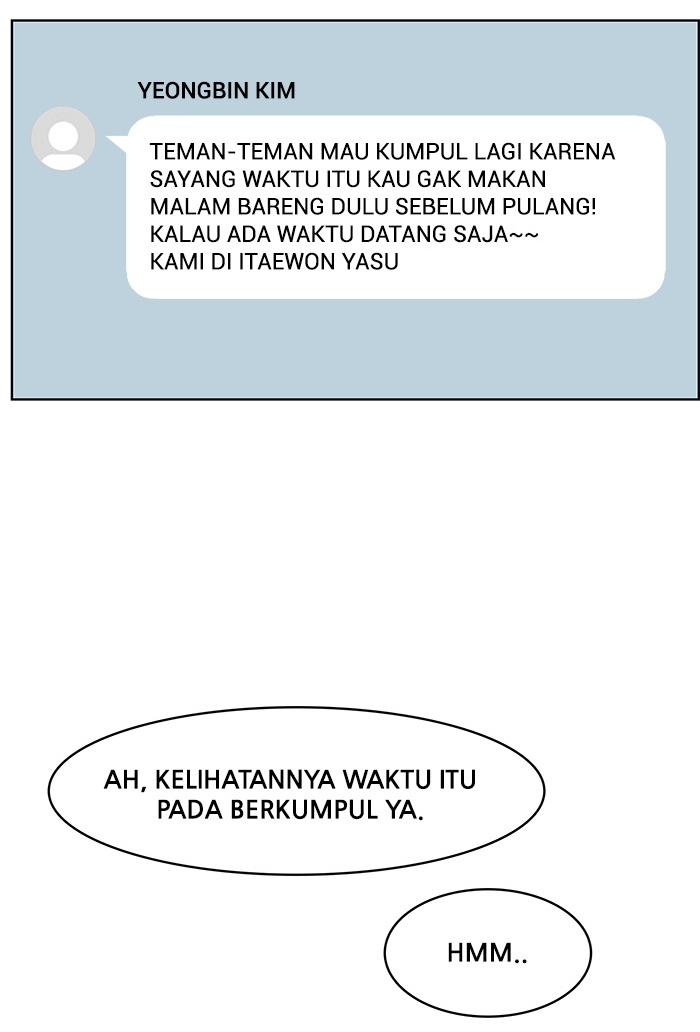 YEONGBIN KIM
TEMAN-TEMAN MAU KUMPUL LAGI KARENA
SAYANG WAKTU ITU KAU GAK MAKAN
MALAM BARENG DULU SEBELUM PULANG!
KALAU ADA WAKTU DATANG SAJA~~
KAMI DI ITAEWON YASU
AH, KELIHATANNYA WAKTU ITU
PADA BERKUMPUL YA.
HMM..